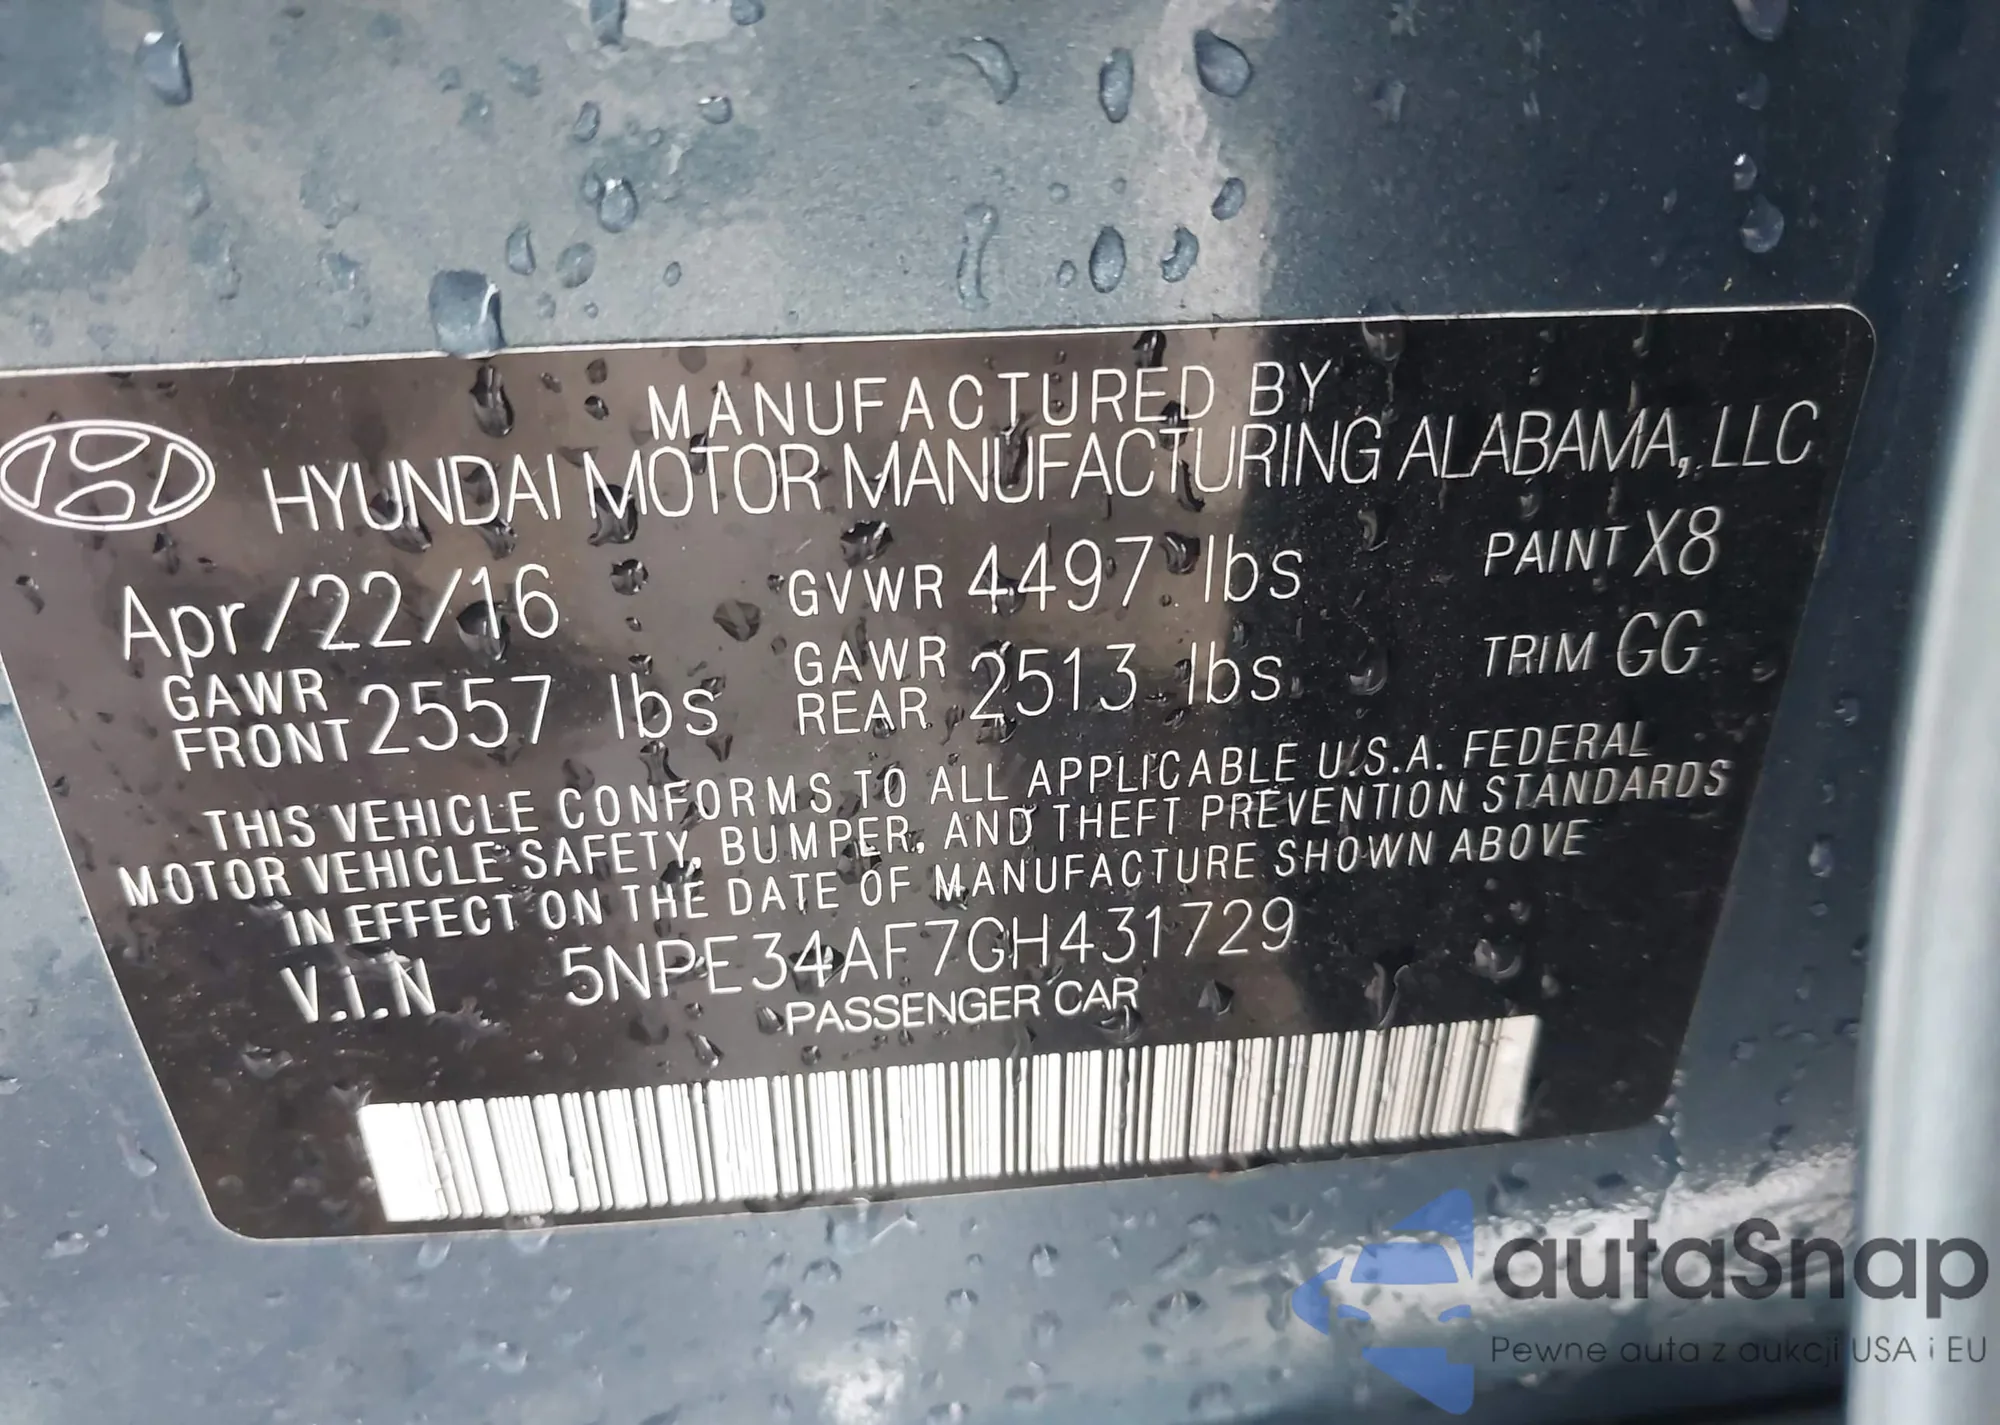 MANUFACTURED BY
HYUNDAI MOTOR MANUFACTURING ALABAMA, LLC
Apr/22/16 GVWR 4497 lbs PAINT X8
GAWR FRONT 2557 lbs GAWR REAR 2513 lbs TRIM GG
THIS VEHICLE CONFORMS TO ALL APPLICABLE U.S.A. FEDERAL
MOTOR VEHICLE SAFETY, BUMPER, AND THEFT PREVENTION STANDARDS
IN EFFECT ON THE DATE OF MANUFACTURE SHOWN ABOVE
V.I.N 5NPE34AF7GH431729
PASSENGER CAR
autaSnap
Pewne auta z aukcji USA i EU